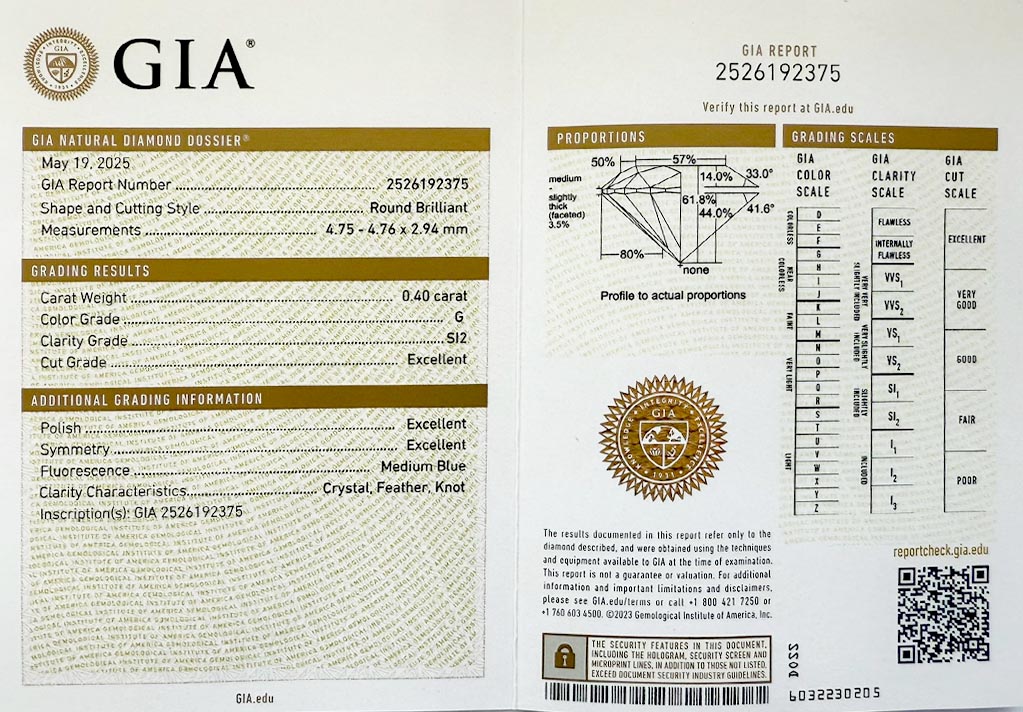 GIA®
GIA NATURAL DIAMOND DOSSIER®
May 19, 2025
GIA Report Number 2526192375
Shape and Cutting Style Round Brilliant
Measurements 4.75 - 4.76 x 2.94 mm
GRADING RESULTS
Carat Weight 0.40 carat
Color Grade G
Clarity Grade SI2
Cut Grade Excellent
ADDITIONAL GRADING INFORMATION
Polish Excellent
Symmetry Excellent
Fluorescence Medium Blue
Clarity Characteristics Crystal, Feather, Knot
Inscription(s): GIA 2526192375
GIA.edu
GIA REPORT
2526192375
Verify this report at GIA.edu
PROPORTIONS
50%
57%
medium
-
slightly
thick
(faceted)
3.5%
14.0%
33.0°
61.8%
44.0%
41.6°
80%
none
Profile to actual proportions
GIA
INTEGRITY
1931
The results documented in this report refer only to the
diamond described, and were obtained using the techniques
and equipment available to GIA at the time of examination.
This report is not a guarantee or valuation. For additional
information and important limitations and disclaimers,
please see GIA.edu/terms or call +1 800 421 7250 or
+1 760 603 4500. ©2023 Gemological Institute of America, Inc.
THE SECURITY FEATURES IN THIS DOCUMENT,
INCLUDING THE HOLOGRAM, SECURITY SCREEN AND
MICROPRINT LINES, IN ADDITION TO THOSE NOT LISTED,
EXCEED DOCUMENT SECURITY INDUSTRY GUIDELINES.
GRADING SCALES
GIA
COLOR
SCALE
COLORLESS
D
E
F
NEAR COLORLESS
G
H
I
J
FAINT
K
L
M
VERY LIGHT
N
O
P
Q
R
LIGHT
S
T
U
V
W
X
Y
Z
GIA
CLARITY
SCALE
FLAWLESS
INTERNALLY
FLAWLESS
VERY VERY
SLIGHTLY INCLUDED
VVS1
VVS2
VERY SLIGHTLY
INCLUDED
VS1
VS2
SLIGHTLY
INCLUDED
SI1
SI2
INCLUDED
I1
I2
I3
GIA
CUT
SCALE
EXCELLENT
VERY
GOOD
GOOD
FAIR
POOR
reportcheck.gia.edu
6032230205